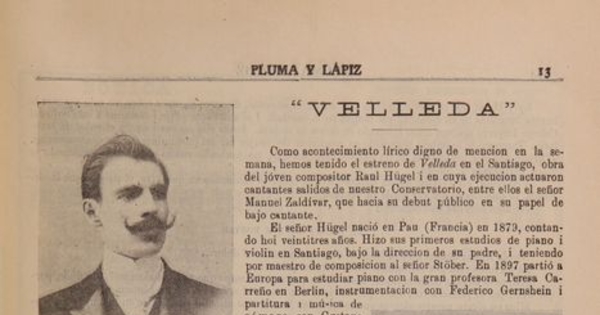 PLUMA Y LÁPIZ 13
“VELLEDA”
Como acontecimiento lírico digno de mencion en la se-
mana, hemos tenido el estreno de Velleda en el Santiago, obra
del jóven compositor Raul Hügel i en cuya ejecucion actuaron
cantantes salidos de nuestro Conservatorio, entre ellos el señor
Manuel Zaldívar, que hacia su debut público en su papel de
bajo cantante.
El señor Hügel nació en Pau (Francia) en 1879, contan-
do hoi veintitres años. Hizo sus primeros estudios de piano i
violin en Santiago, bajo la direccion de su padre, i teniendo
por maestro de composicion al señor Stöber. En 1897 partió a
Europa para estudiar piano con la gran profesora Teresa Ca-
rreño en Berlin, instrumentacion con Federico Gernshein i
partitura i música de